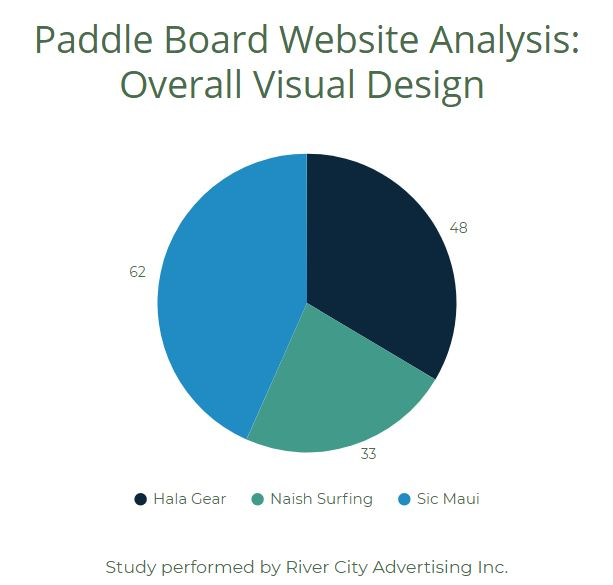 Paddle Board Website Analysis:
Overall Visual Design
48
62
33
Hala Gear Naish Surfing Sic Maui
Study performed by River City Advertising Inc.